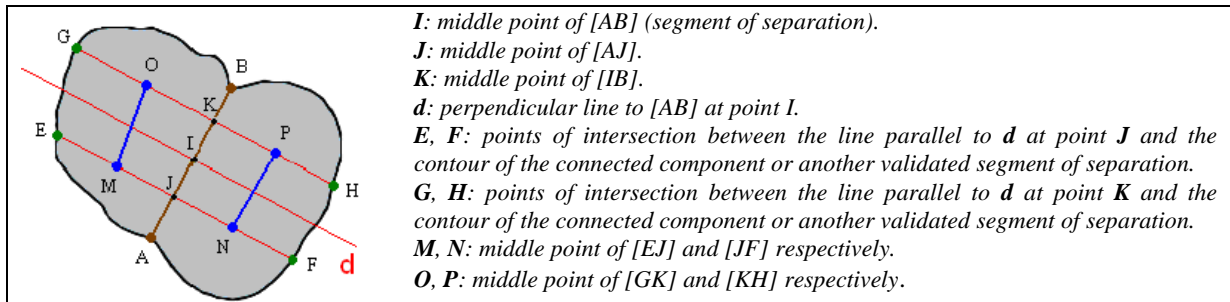 G
O
B
K
E
I
P
M
J
H
N
A
F
d
I: middle point of [AB] (segment of separation).
J: middle point of [AJ].
K: middle point of [IB].
d: perpendicular line to [AB] at point I.
E, F: points of intersection between the line parallel to d at point J and the
contour of the connected component or another validated segment of separation.
G, H: points of intersection between the line parallel to d at point K and the
contour of the connected component or another validated segment of separation.
M, N: middle point of [EJ] and [JF] respectively.
O, P: middle point of [GK] and [KH] respectively.